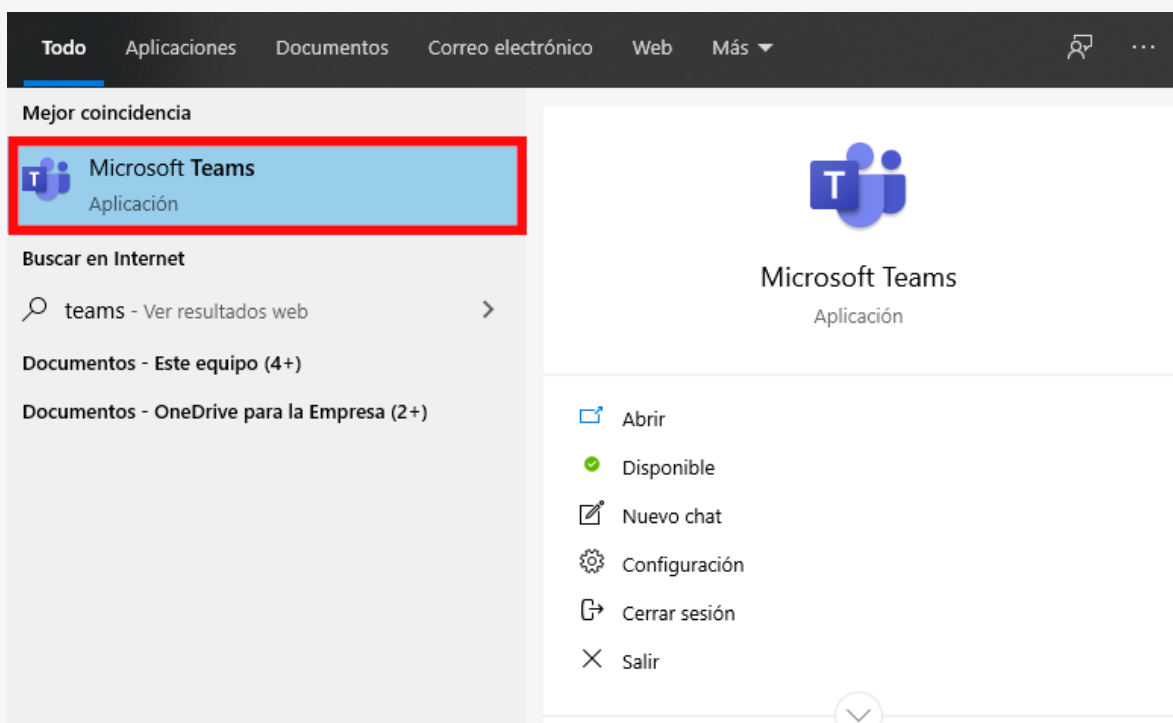 Todo Aplicaciones Documentos Correo electrónico Web Más
Mejor coincidencia
Microsoft Teams
Aplicación
Buscar en Internet
teams - Ver resultados web
Documentos - Este equipo (4+)
Documentos - OneDrive para la Empresa (2+)
T
Microsoft Teams
Aplicación
Abrir
Disponible
Nuevo chat
Configuración
Cerrar sesión
Salir